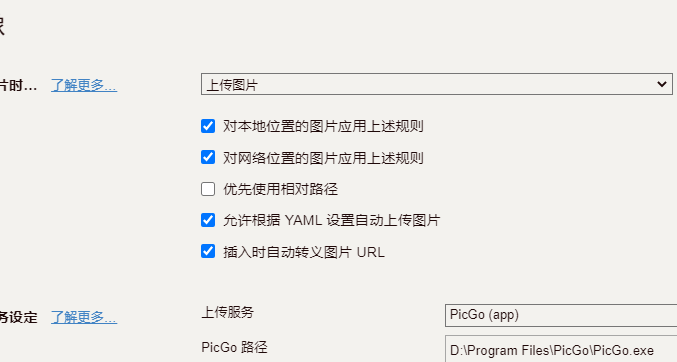 片时... 了解更多... 上传图片
对本地位置的图片应用上述规则
对网络位置的图片应用上述规则
优先使用相对路径
允许根据 YAML 设置自动上传图片
插入时自动转义图片 URL
务设定 了解更多... 上传服务 PicGo (app)
PicGo 路径 D:\Program Files\PicGo\PicGo.exe